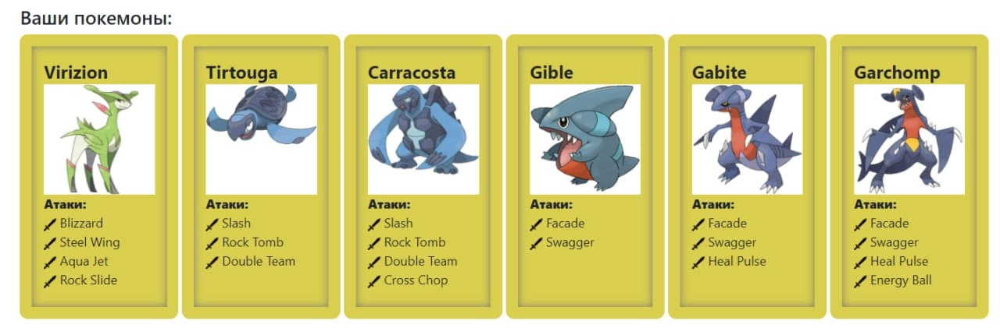 Ваши покемоны:
Virizion
Атаки:
Blizzard
Steel Wing
Aqua Jet
Rock Slide
Tirtouga
Атаки:
Slash
Rock Tomb
Double Team
Carracosta
Атаки:
Slash
Rock Tomb
Double Team
Cross Chop
Gible
Атаки:
Facade
Swagger
Gabite
Атаки:
Facade
Swagger
Heal Pulse
Garchomp
Атаки:
Facade
Swagger
Heal Pulse
Energy Ball